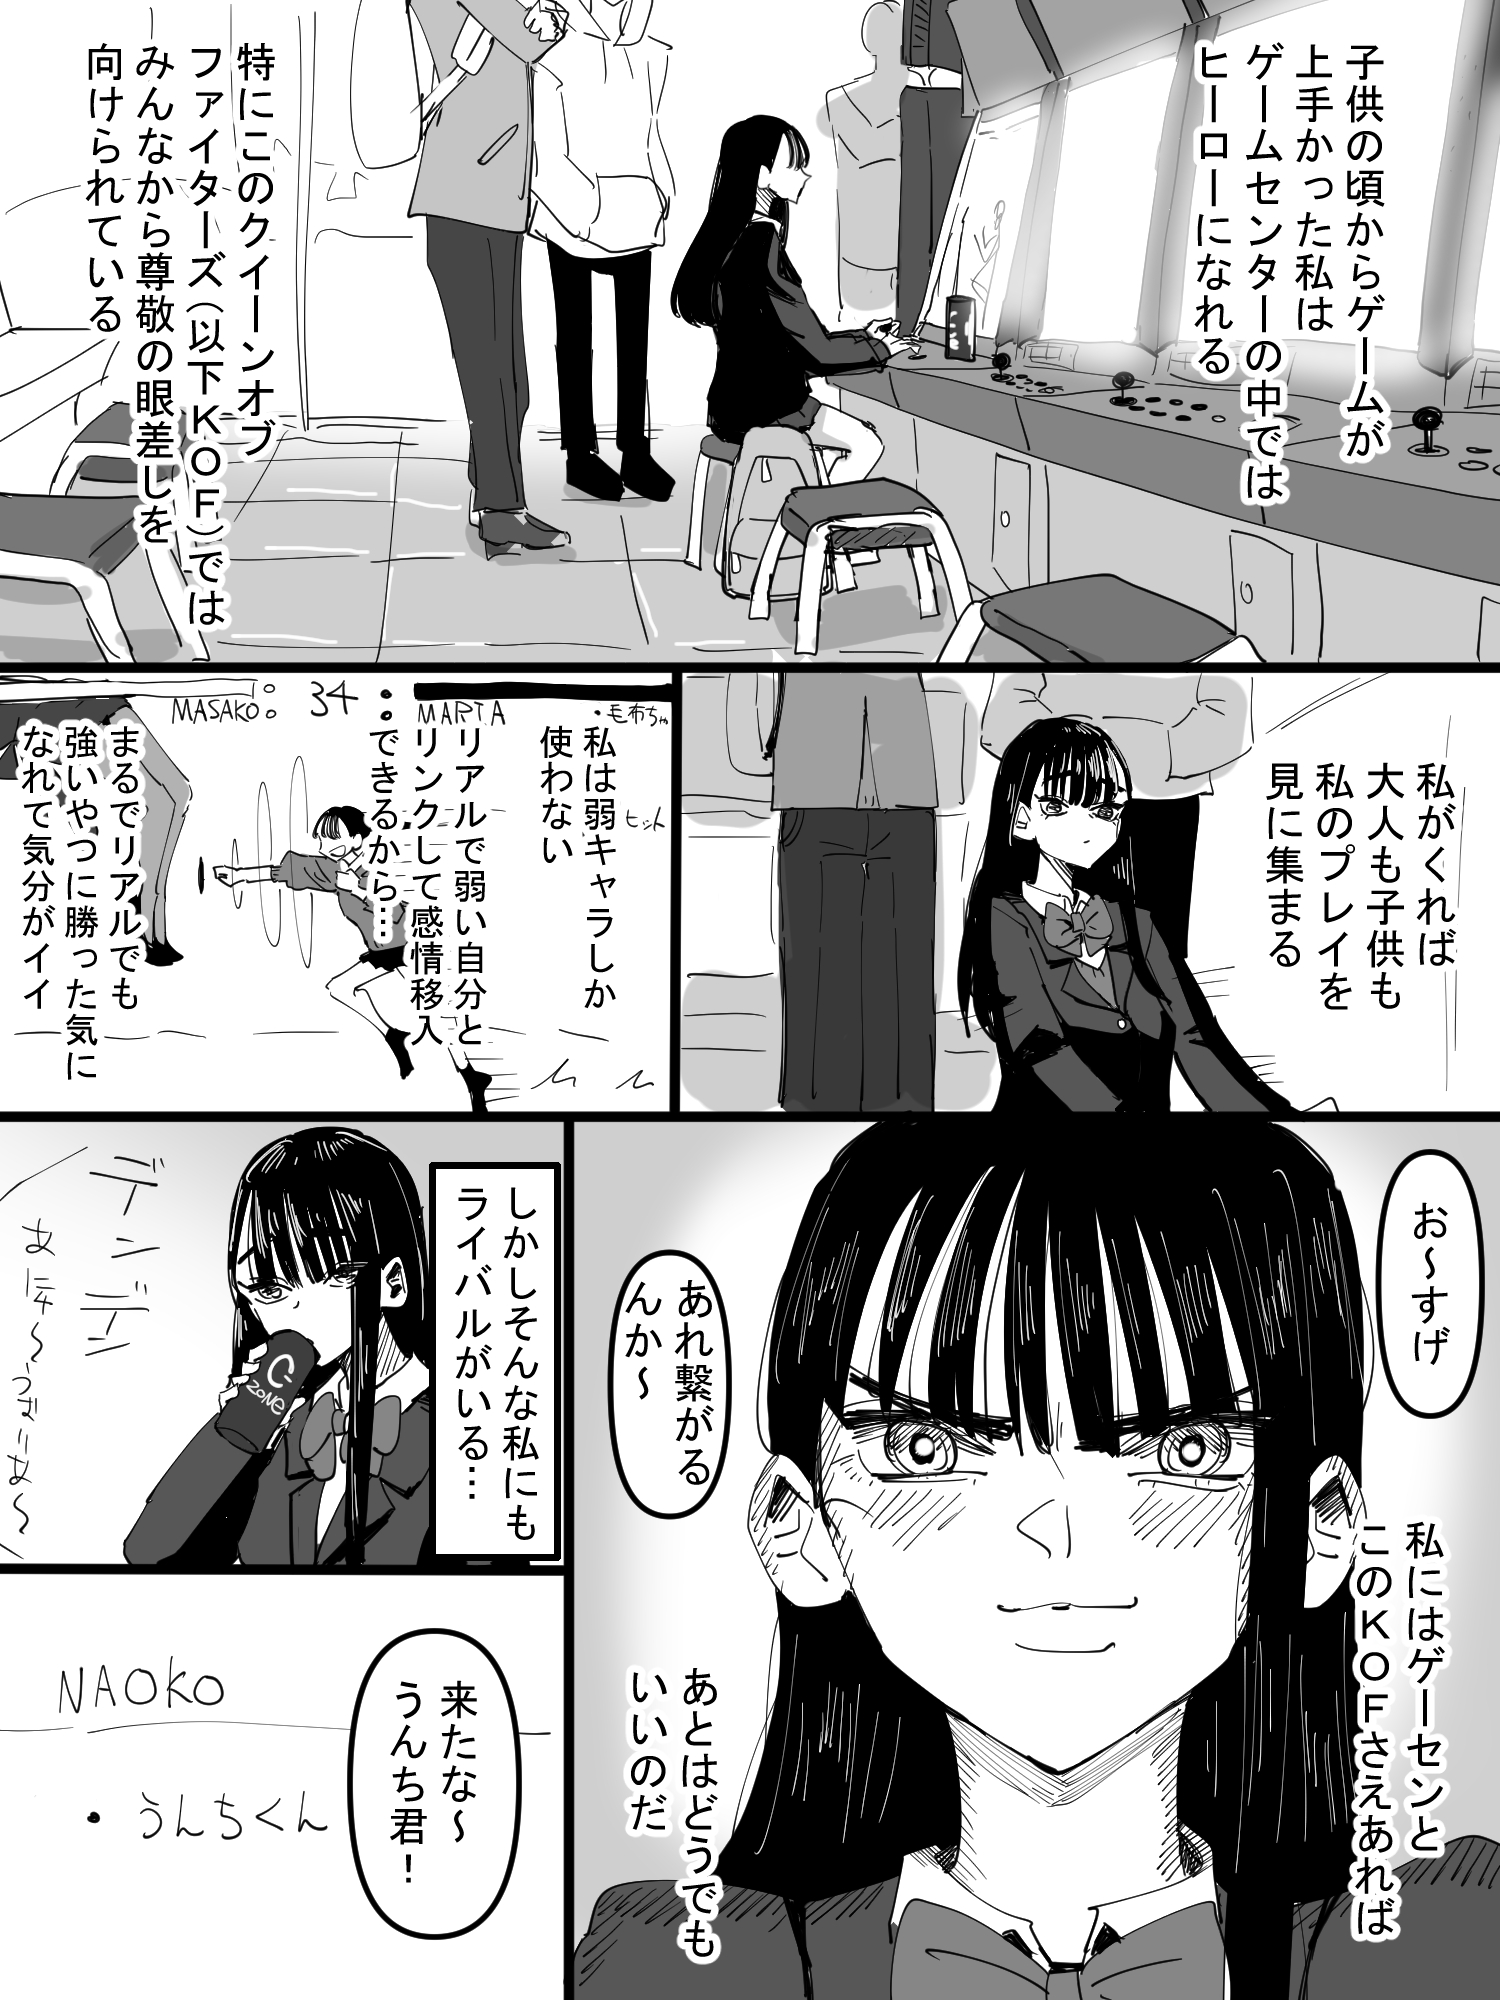 子供の頃からゲームが
上手かった私は
ゲームセンターの中では
ヒーローになれる
特にこのクイーンオブ
ファイターズ(以下KOF)では
みんなから尊敬の眼差しを
向けられている
私がくれば
大人も子供も
私のプレイを
見に集まる
MASAKO
34
MARTA
・毛布ちゃ
ヒット
私は弱キャラしか
使わない
リアルで弱い自分と
リンクして感情移入
できるから…
まるでリアルでも
強いやつに勝った気に
なれて気分がイイ
お〜すげ
あれ繋がる
んか〜
私にはゲーセンと
このKOFさえあれば
あとはどうでも
いいのだ
しかしそんな私にも
ライバルがいる…
ZONE
デンデデン
NAOKO
・うんちくん
来たな〜
うんち君!